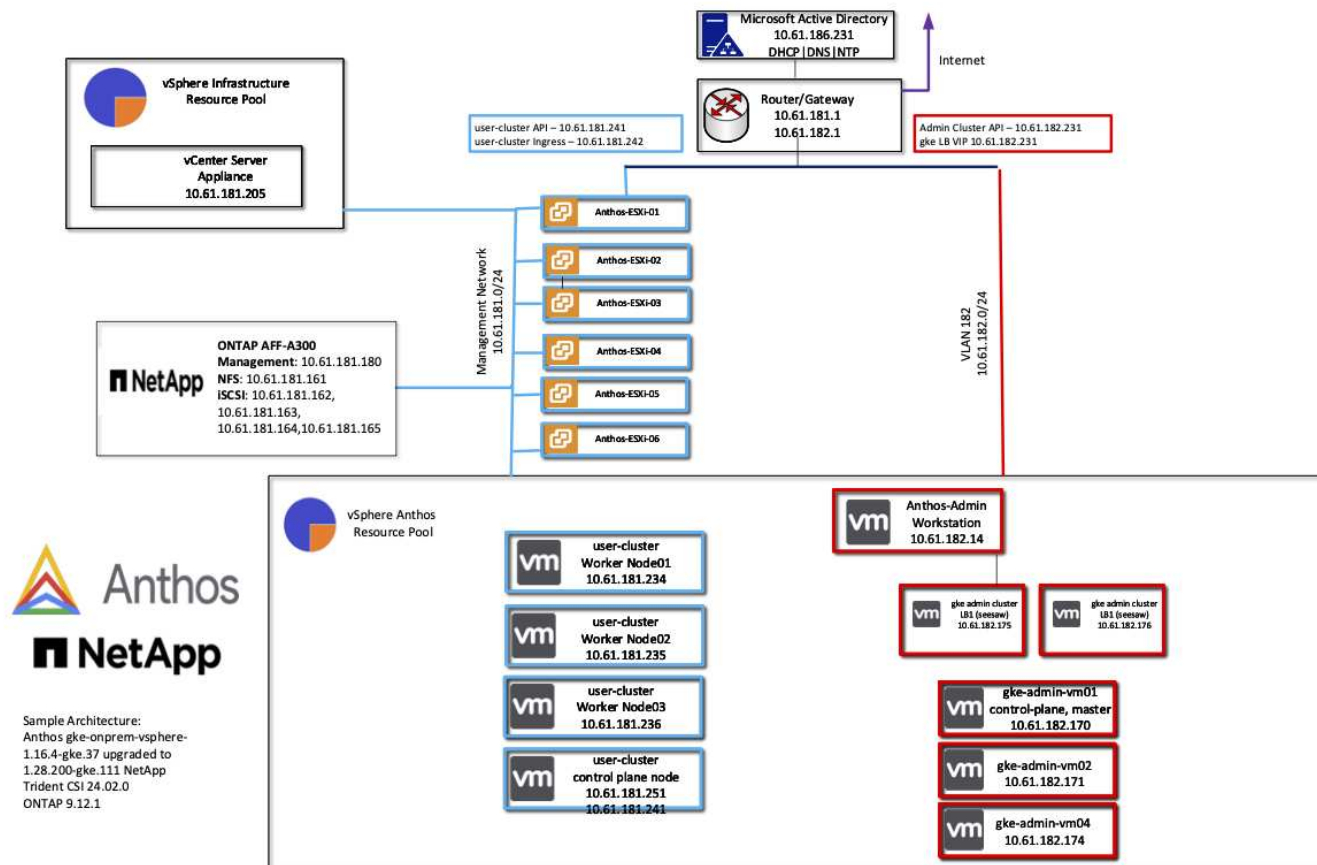 Microsoft Active Directory
10.61.186.231
DHCP|DNS|NTP
Internet
Router/Gateway
10.61.181.1
10.61.182.1
vSphere Infrastructure
Resource Pool
vCenter Server
Appliance
10.61.181.205
user-cluster API – 10.61.181.241
user-cluster Ingress – 10.61.181.242
Admin Cluster API – 10.61.182.231
gke LB VIP 10.61.182.231
Anthos-ESXi-01
Anthos-ESXi-02
Anthos-ESXi-03
Anthos-ESXi-04
Anthos-ESXi-05
Anthos-ESXi-06
Management Network
10.61.181.0/24
VLAN 182
10.61.182.0/24
NetApp
ONTAP AFF-A300
Management: 10.61.181.180
NFS: 10.61.181.161
iSCSI: 10.61.181.162,
10.61.181.163,
10.61.181.164,10.61.181.165
vSphere Anthos
Resource Pool
vm
user-cluster
Worker Node01
10.61.181.234
vm
user-cluster
Worker Node02
10.61.181.235
vm
user-cluster
Worker Node03
10.61.181.236
vm
user-cluster
control plane node
10.61.181.251
10.61.181.241
vm
Anthos-Admin
Workstation
10.61.182.14
vm
gke admin cluster
LB1 (seesaw)
10.61.182.175
vm
gke admin cluster
LB1 (seesaw)
10.61.182.176
vm
gke-admin-vm01
control-plane, master
10.61.182.170
vm
gke-admin-vm02
10.61.182.171
vm
gke-admin-vm04
10.61.182.174
Anthos
NetApp
Sample Architecture:
Anthos gke-onprem-vsphere-
1.16.4-gke.37 upgraded to
1.28.200-gke.111 NetApp
Trident CSI 24.02.0
ONTAP 9.12.1